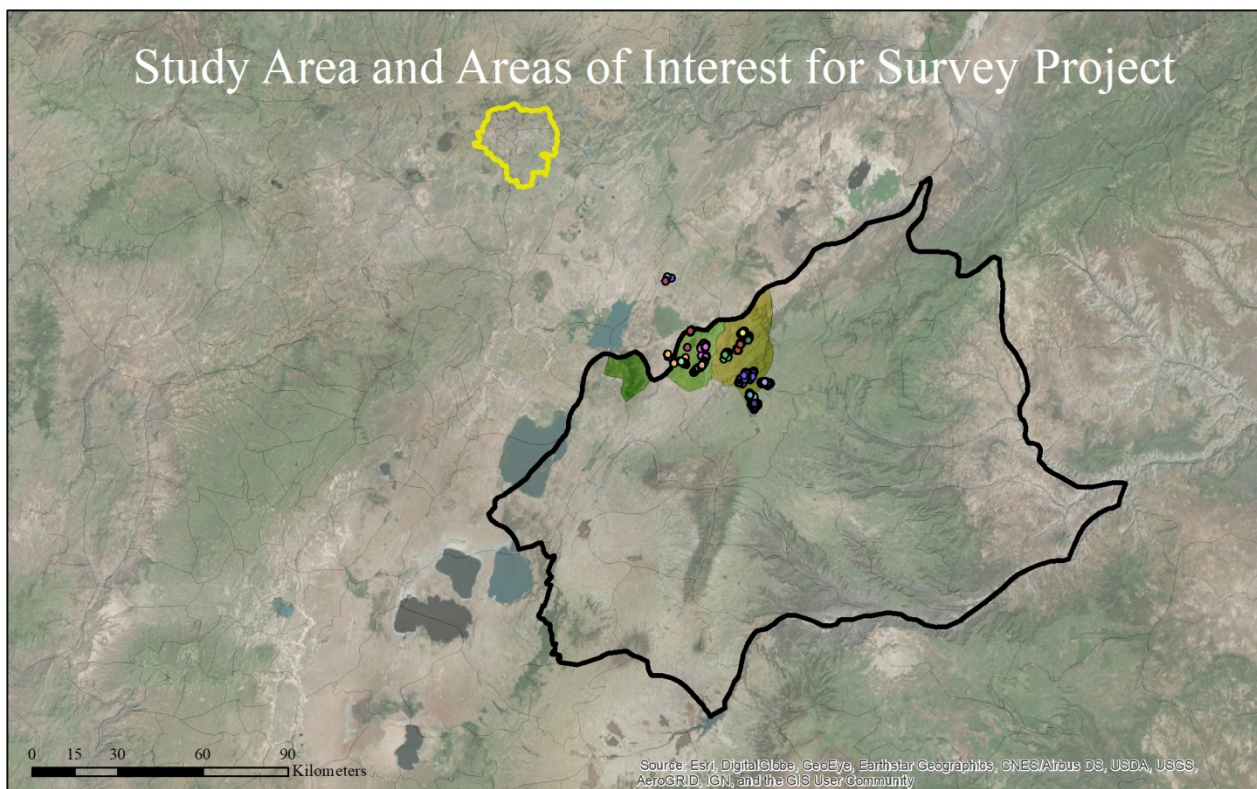 Study Area and Areas of Interest for Survey Project
0 15 30 60 90
Kilometers
Source: Esri, DigitalGlobe, GeoEye, Earthstar Geographics, CNES/Airbus DS, USDA, USGS,
AeroGRID, IGN, and the GIS User Community